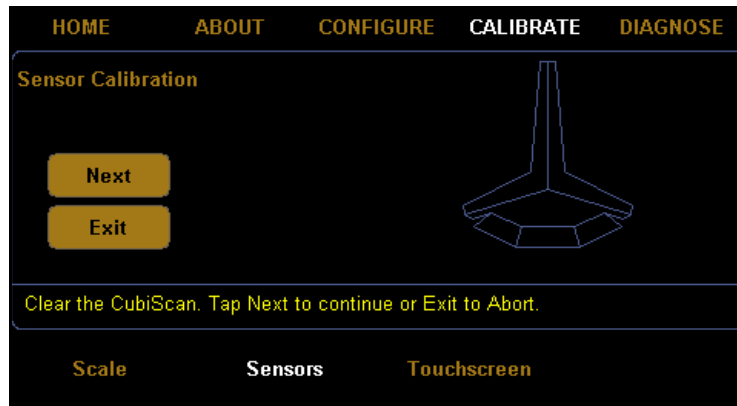 HOME ABOUT CONFIGURE CALIBRATE DIAGNOSE
Sensor Calibration
Next
Exit
Clear the CubiScan. Tap Next to continue or Exit to Abort.
Scale Sensors Touchscreen